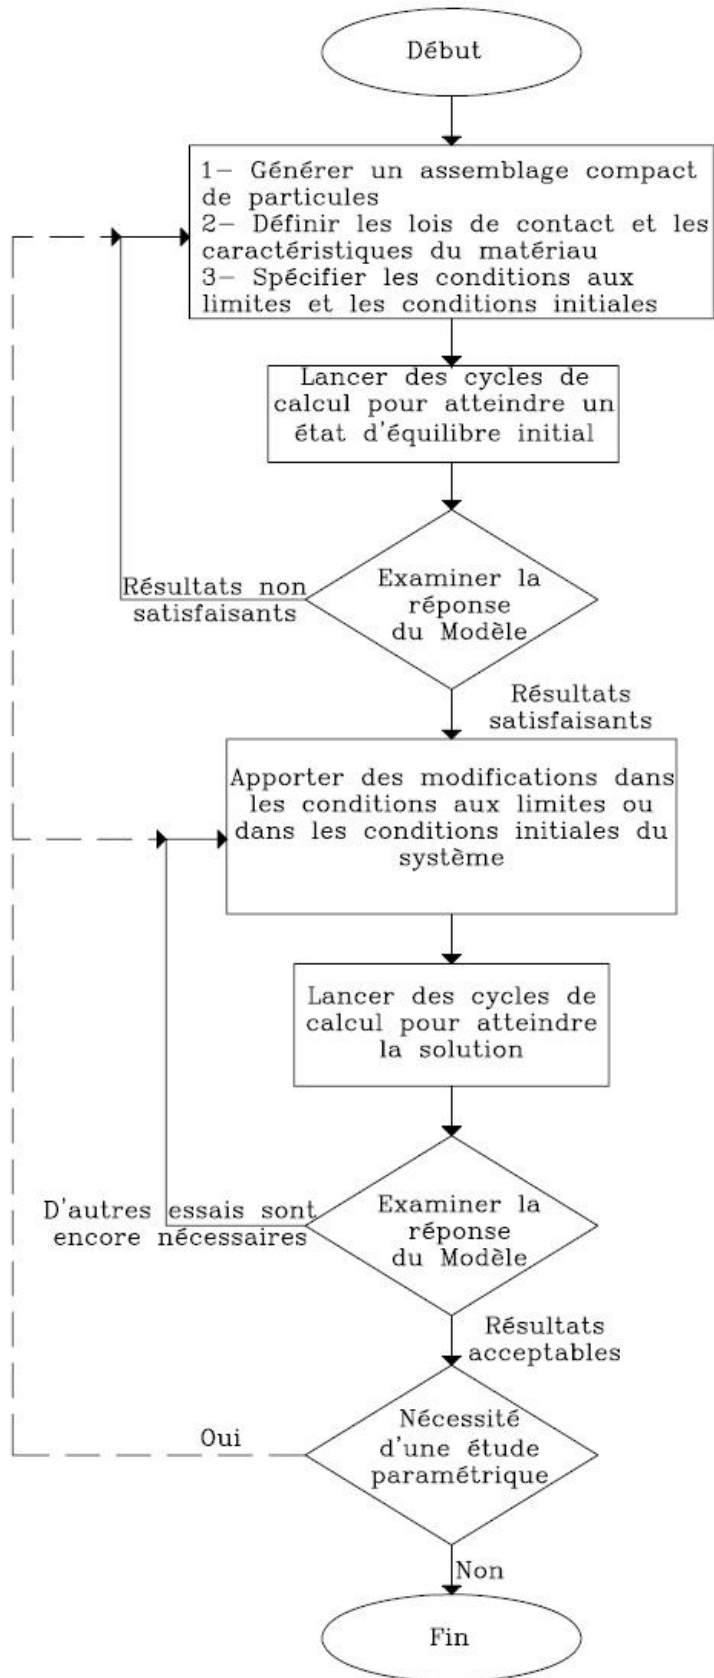 Début
1- Générer un assemblage compact
de particules
2- Définir les lois de contact et les
caractéristiques du matériau
3- Spécifier les conditions aux
limites et les conditions initiales
Lancer des cycles de
calcul pour atteindre un
état d'équilibre initial
Examiner la
réponse
du Modèle
Résultats non
satisfaisants
Résultats
satisfaisants
Apporter des modifications dans
les conditions aux limites ou
dans les conditions initiales du
système
Lancer des cycles de
calcul pour atteindre
la solution
Examiner la
réponse
du Modèle
D'autres essais sont
encore nécessaires
Résultats
acceptables
Nécessité
d'une étude
paramétrique
Oui
Non
Fin